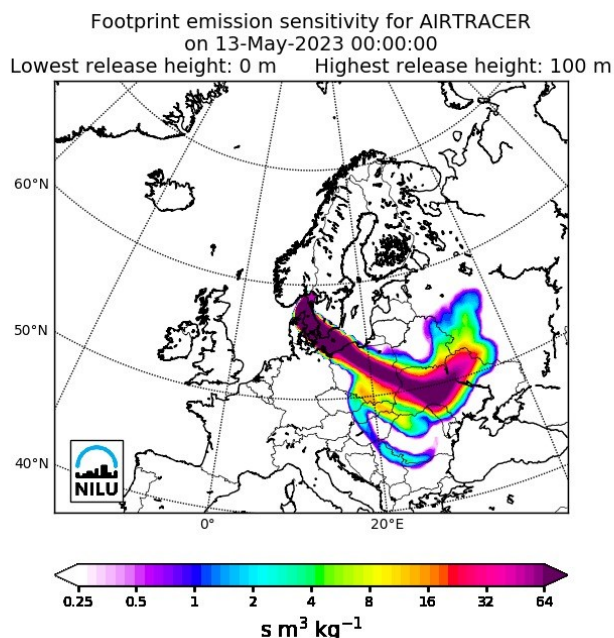 Footprint emission sensitivity for AIRTRACER
on 13-May-2023 00:00:00
Lowest release height: 0 m Highest release height: 100 m
60°N
50°N
40°N
NILU
0° 20°E
0.25 0.5 1 2 4 8 16 32 64
s m³ kg⁻¹